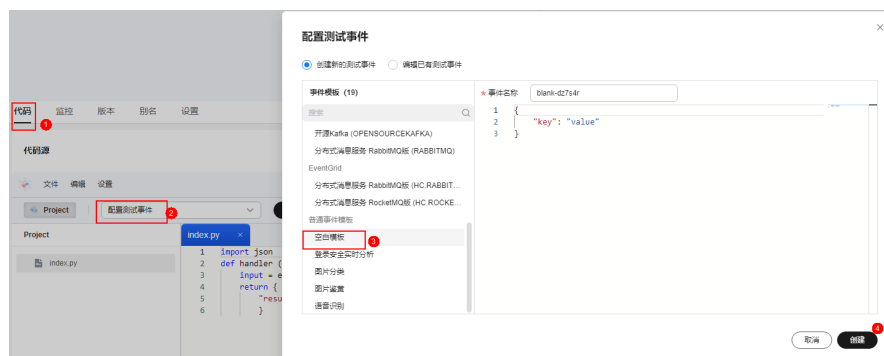 配置测试事件
创建新的测试事件 编辑已有测试事件
事件模板 (19)
搜索
开源Kafka (OPENSOURCEKAFKA)
分布式消息服务 RabbitMQ版 (RABBITMQ)
EventGrid
分布式消息服务 RabbitMQ版 (HC.RABBIT...
分布式消息服务 RocketMQ版 (HC.ROCKE...
普通事件模板
空白模板
3
登录安全实时分析
图片分类
图片鉴黄
语音识别
* 事件名称 blank-dz7s4r
1 {
2 "key": "value"
3 }
取消 创建
4
代码 监控 版本 别名 设置
1
代码源
文件 编辑 设置
Project 配置测试事件
2
Project
index.py
index.py ×
1 import json
2 def handler (
3 input = e
4 return {
5 "resu
6 }